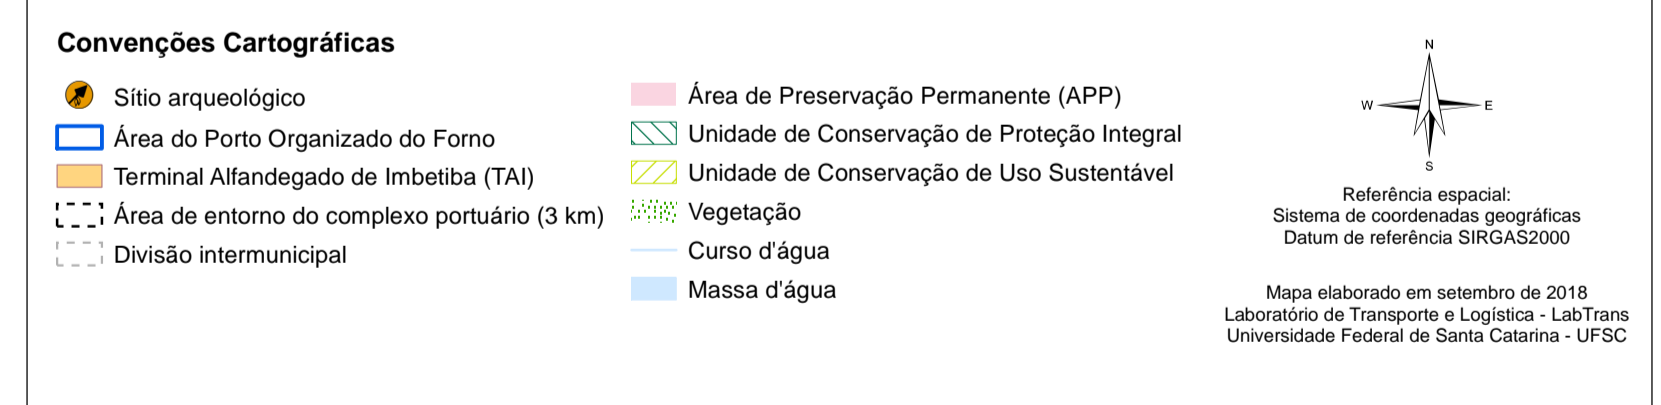 Convenções Cartográficas
Sítio arqueológico
Área do Porto Organizado do Forno
Terminal Alfandegado de Imbetiba (TAI)
Área de entorno do complexo portuário (3 km)
Divisão intermunicipal
Área de Preservação Permanente (APP)
Unidade de Conservação de Proteção Integral
Unidade de Conservação de Uso Sustentável
Vegetação
Curso d'água
Massa d'água
N
W E
S
Referência espacial:
Sistema de coordenadas geográficas
Datum de referência SIRGAS2000
Mapa elaborado em setembro de 2018
Laboratório de Transporte e Logística - LabTrans
Universidade Federal de Santa Catarina - UFSC